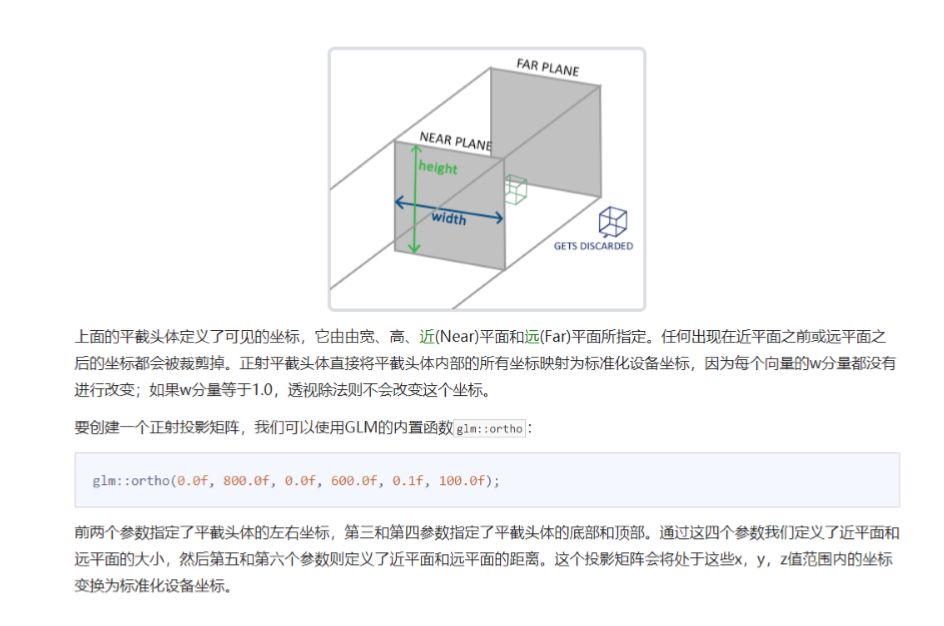 FAR PLANE
NEAR PLANE
height
width
GETS DISCARDED
上面的平截头体定义了可见的坐标，它由由宽、高、近(Near)平面和远(Far)平面所指定。任何出现在近平面之前或远平面之
后的坐标都会被裁剪掉。正射平截头体直接将平截头体内部的所有坐标映射为标准化设备坐标，因为每个向量的w分量都没有
进行改变；如果w分量等于1.0，透视除法则不会改变这个坐标。
要创建一个正射投影矩阵，我们可以使用GLM的内置函数glm::ortho：
glm::ortho(0.0f, 800.0f, 0.0f, 600.0f, 0.1f, 100.0f);
前两个参数指定了平截头体的左右坐标，第三和第四参数指定了平截头体的底部和顶部。通过这四个参数我们定义了近平面和
远平面的大小，然后第五和第六个参数则定义了近平面和远平面的距离。这个投影矩阵会将处于这些x，y，z值范围内的坐标
变换为标准化设备坐标。